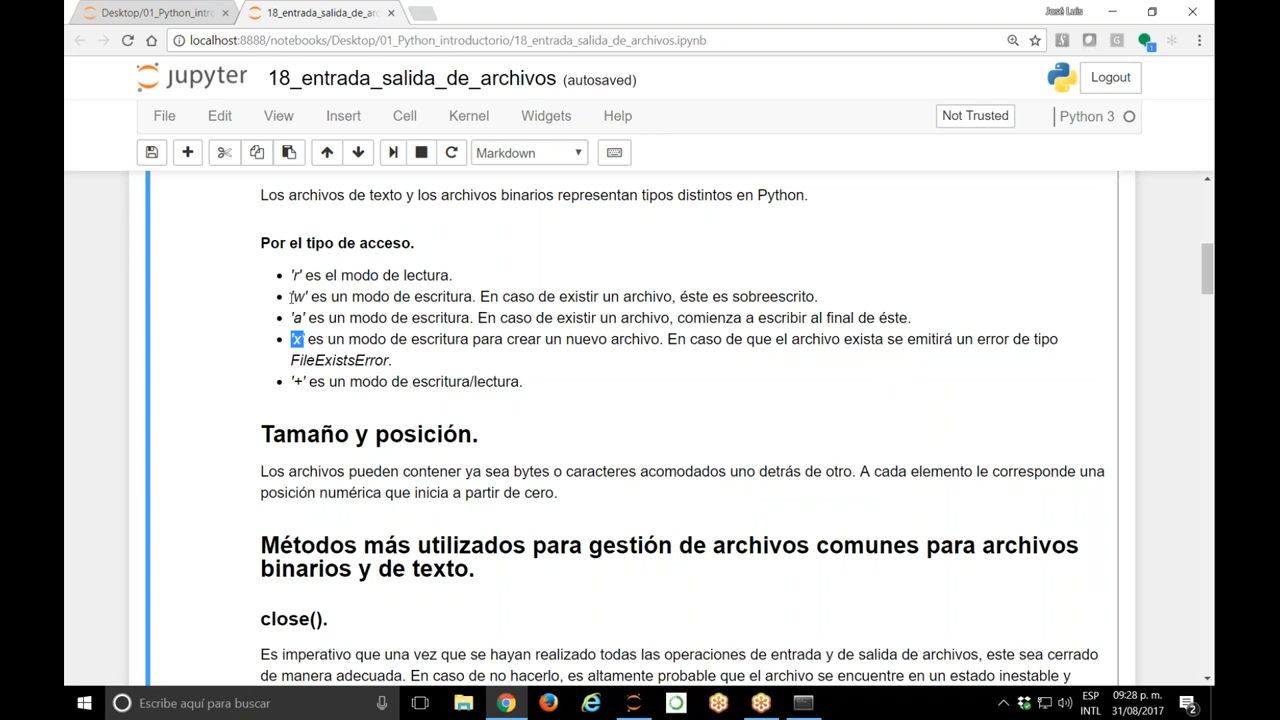 Desktop/01_Python_intro
18_entrada_salida_de_ar
José Luis
localhost:8888/notebooks/Desktop/01_Python_introductorio/18_entrada_salida_de_archivos.ipynb
jupyter 18_entrada_salida_de_archivos (autosaved)
Logout
File Edit View Insert Cell Kernel Widgets Help
Not Trusted
Python 3
Markdown
Los archivos de texto y los archivos binarios representan tipos distintos en Python.
Por el tipo de acceso.
• 'r' es el modo de lectura.
• 'w' es un modo de escritura. En caso de existir un archivo, éste es sobreescrito.
• 'a' es un modo de escritura. En caso de existir un archivo, comienza a escribir al final de éste.
• 'x' es un modo de escritura para crear un nuevo archivo. En caso de que el archivo exista se emitirá un error de tipo
FileExistsError.
• '+' es un modo de escritura/lectura.
Tamaño y posición.
Los archivos pueden contener ya sea bytes o caracteres acomodados uno detrás de otro. A cada elemento le corresponde una
posición numérica que inicia a partir de cero.
Métodos más utilizados para gestión de archivos comunes para archivos
binarios y de texto.
close().
Es imperativo que una vez que se hayan realizado todas las operaciones de entrada y de salida de archivos, este sea cerrado
de manera adecuada. En caso de no hacerlo, es altamente probable que el archivo se encuentre en un estado inestable y
Escribe aquí para buscar
ESP
INTL
09:28 p. m.
31/08/2017
2